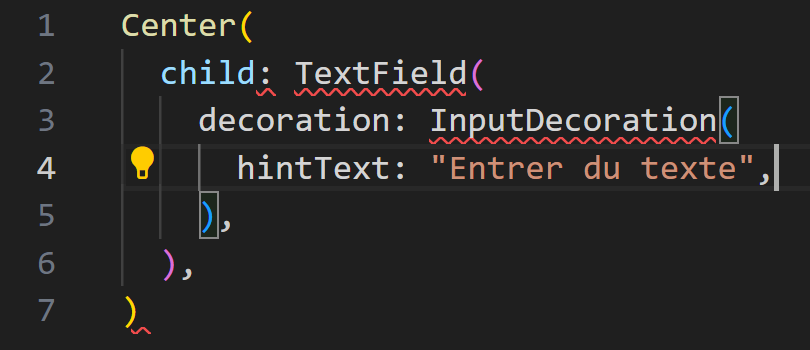 1 Center(
2 child: TextField(
3 decoration: InputDecoration(
4 hintText: "Entrer du texte",
5 ),
6 ),
7 )